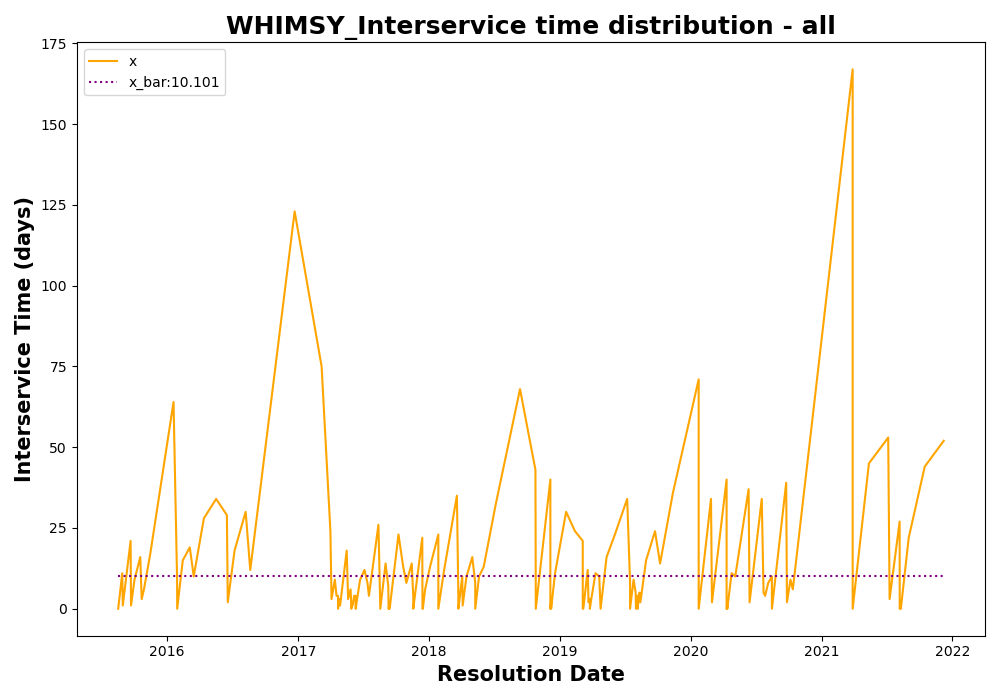 WHIMSY_Interservice time distribution - all
x
x_bar:10.101
Interservice Time (days)
175
150
125
100
75
50
25
0
2016 2017 2018 2019 2020 2021 2022
Resolution Date